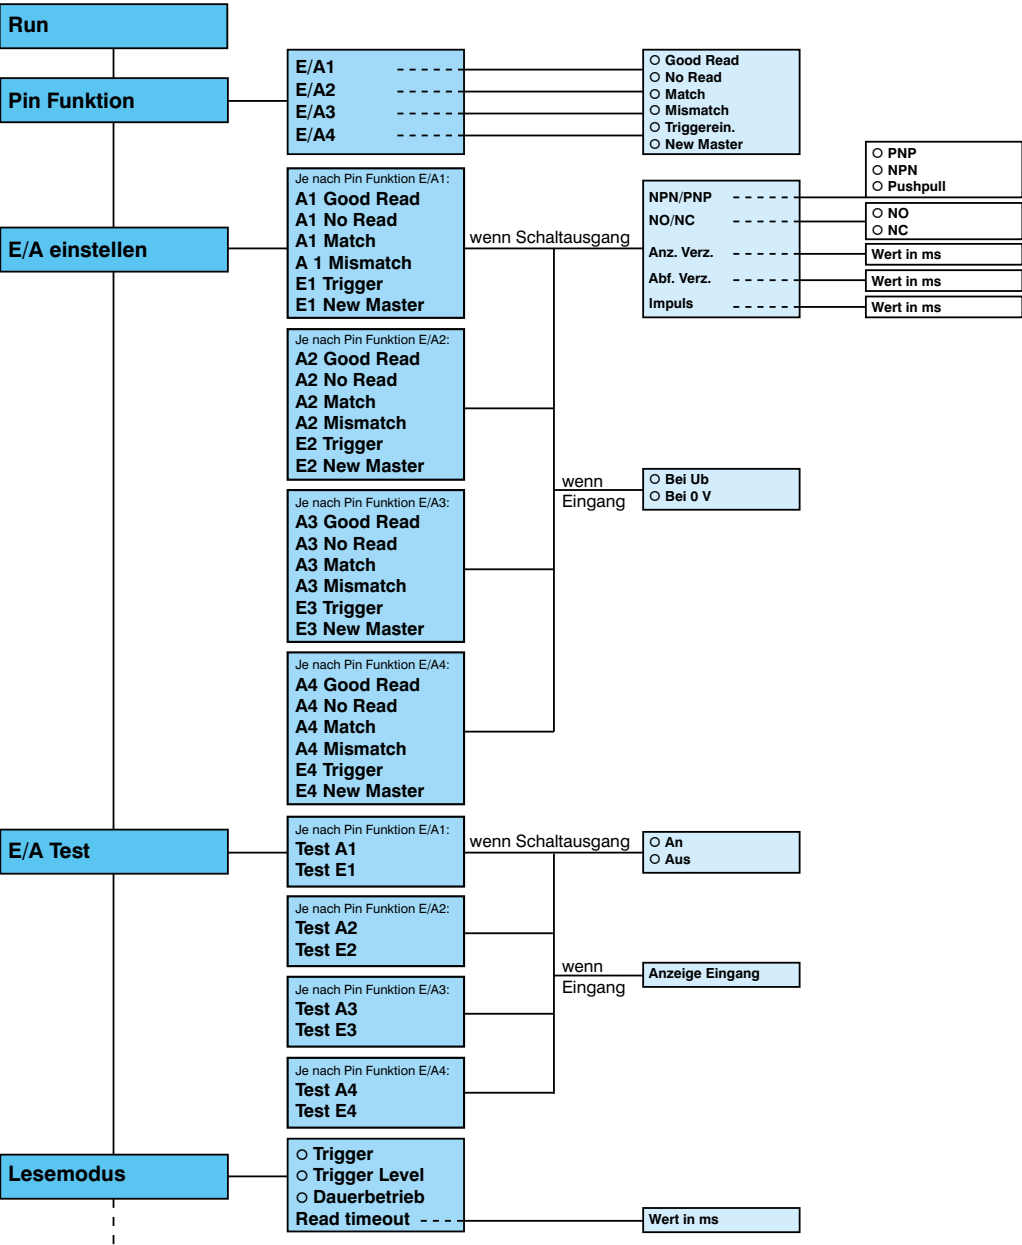 Run
Pin Funktion
E/A1
E/A2
E/A3
E/A4
Good Read
No Read
Match
Mismatch
Triggerein.
New Master
E/A einstellen
Je nach Pin Funktion E/A1:
A1 Good Read
A1 No Read
A1 Match
A 1 Mismatch
E1 Trigger
E1 New Master
wenn Schaltausgang
NPN/PNP
NO/NC
Anz. Verz.
Abf. Verz.
Impuls
PNP
NPN
Pushpull
NO
NC
Wert in ms
Wert in ms
Wert in ms
Je nach Pin Funktion E/A2:
A2 Good Read
A2 No Read
A2 Match
A2 Mismatch
E2 Trigger
E2 New Master
wenn
Eingang
Bei Ub
Bei 0 V
Je nach Pin Funktion E/A3:
A3 Good Read
A3 No Read
A3 Match
A3 Mismatch
E3 Trigger
E3 New Master
Je nach Pin Funktion E/A4:
A4 Good Read
A4 No Read
A4 Match
A4 Mismatch
E4 Trigger
E4 New Master
E/A Test
Je nach Pin Funktion E/A1:
Test A1
Test E1
wenn Schaltausgang
An
Aus
Je nach Pin Funktion E/A2:
Test A2
Test E2
wenn
Eingang
Anzeige Eingang
Je nach Pin Funktion E/A3:
Test A3
Test E3
Je nach Pin Funktion E/A4:
Test A4
Test E4
Lesemodus
Trigger
Trigger Level
Dauerbetrieb
Read timeout
Wert in ms